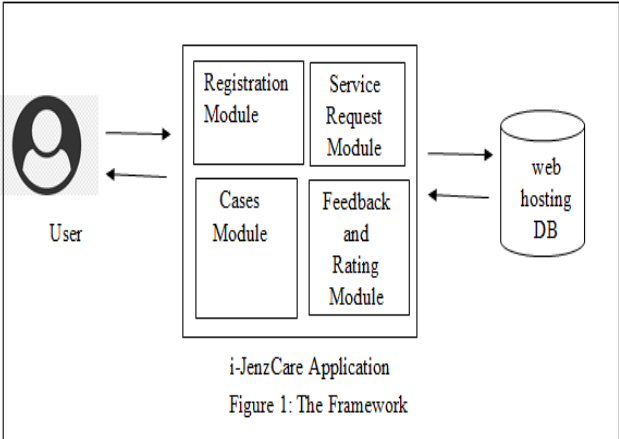 Registration
Module
Service
Request
Module
Cases
Module
Feedback
and
Rating
Module
User
web
hosting
DB
i-JenzCare Application
Figure 1: The Framework